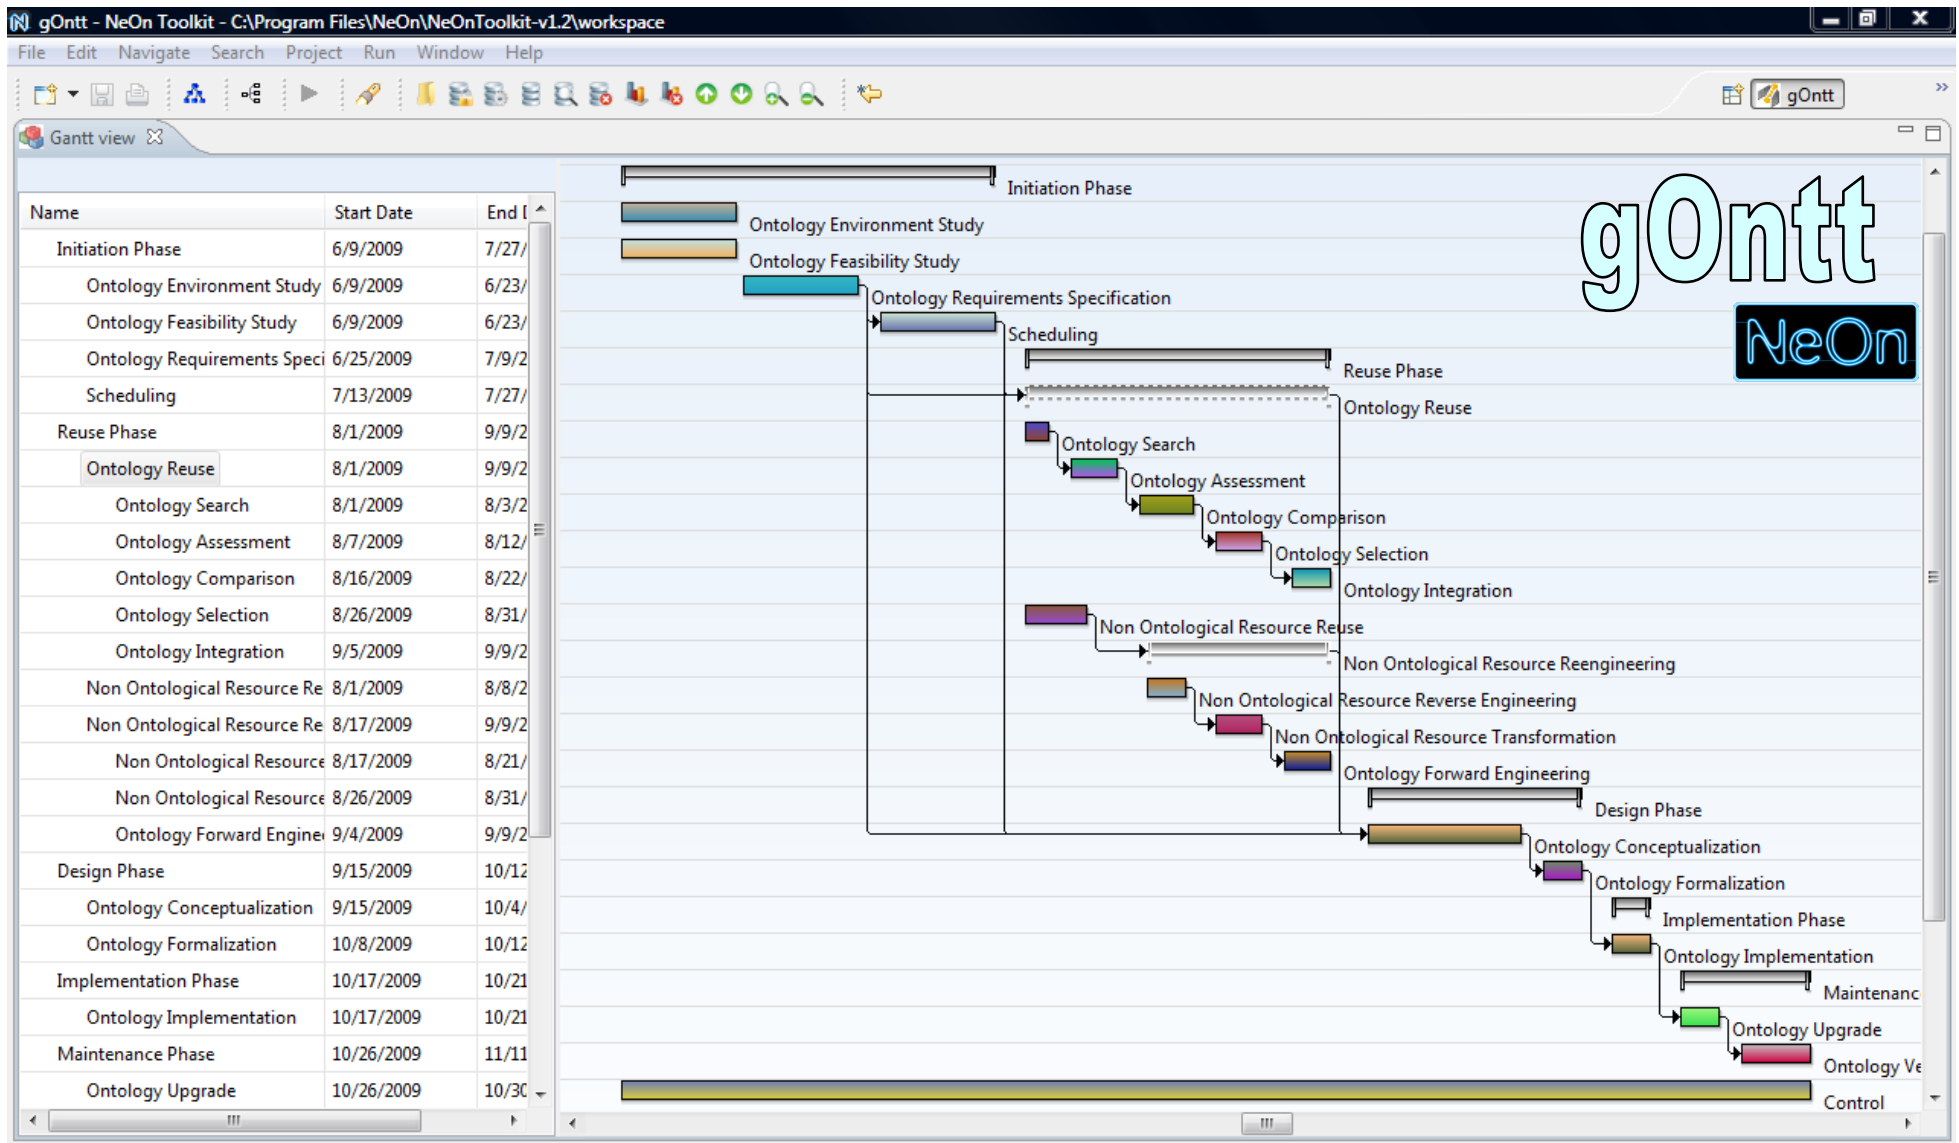 gOntt - NeOn Toolkit - C:\Program Files\NeOn\NeOnToolkit-v1.2\workspace
File Edit Navigate Search Project Run Window Help
gOntt
Gantt view
Name Start Date End D
Initiation Phase 6/9/2009 7/27/
Ontology Environment Study 6/9/2009 6/23/
Ontology Feasibility Study 6/9/2009 6/23/
Ontology Requirements Speci 6/25/2009 7/9/2
Scheduling 7/13/2009 7/27/
Reuse Phase 8/1/2009 9/9/2
Ontology Reuse 8/1/2009 9/9/2
Ontology Search 8/1/2009 8/3/2
Ontology Assessment 8/7/2009 8/12/
Ontology Comparison 8/16/2009 8/22/
Ontology Selection 8/26/2009 8/31/
Ontology Integration 9/5/2009 9/9/2
Non Ontological Resource Re 8/1/2009 8/8/2
Non Ontological Resource Re 8/17/2009 9/9/2
Non Ontological Resource 8/17/2009 8/21/
Non Ontological Resource 8/26/2009 8/31/
Ontology Forward Engine 9/4/2009 9/9/2
Design Phase 9/15/2009 10/12
Ontology Conceptualization 9/15/2009 10/4/
Ontology Formalization 10/8/2009 10/12
Implementation Phase 10/17/2009 10/21
Ontology Implementation 10/17/2009 10/21
Maintenance Phase 10/26/2009 11/11
Ontology Upgrade 10/26/2009 10/30
Initiation Phase
Ontology Environment Study
Ontology Feasibility Study
Ontology Requirements Specification
Scheduling
Reuse Phase
Ontology Reuse
Ontology Search
Ontology Assessment
Ontology Comparison
Ontology Selection
Ontology Integration
Non Ontological Resource Reuse
Non Ontological Resource Reengineering
Non Ontological Resource Reverse Engineering
Non Ontological Resource Transformation
Ontology Forward Engineering
Design Phase
Ontology Conceptualization
Ontology Formalization
Implementation Phase
Ontology Implementation
Maintenanc
Ontology Upgrade
Ontology Ve
Control
gOntt
NeOn